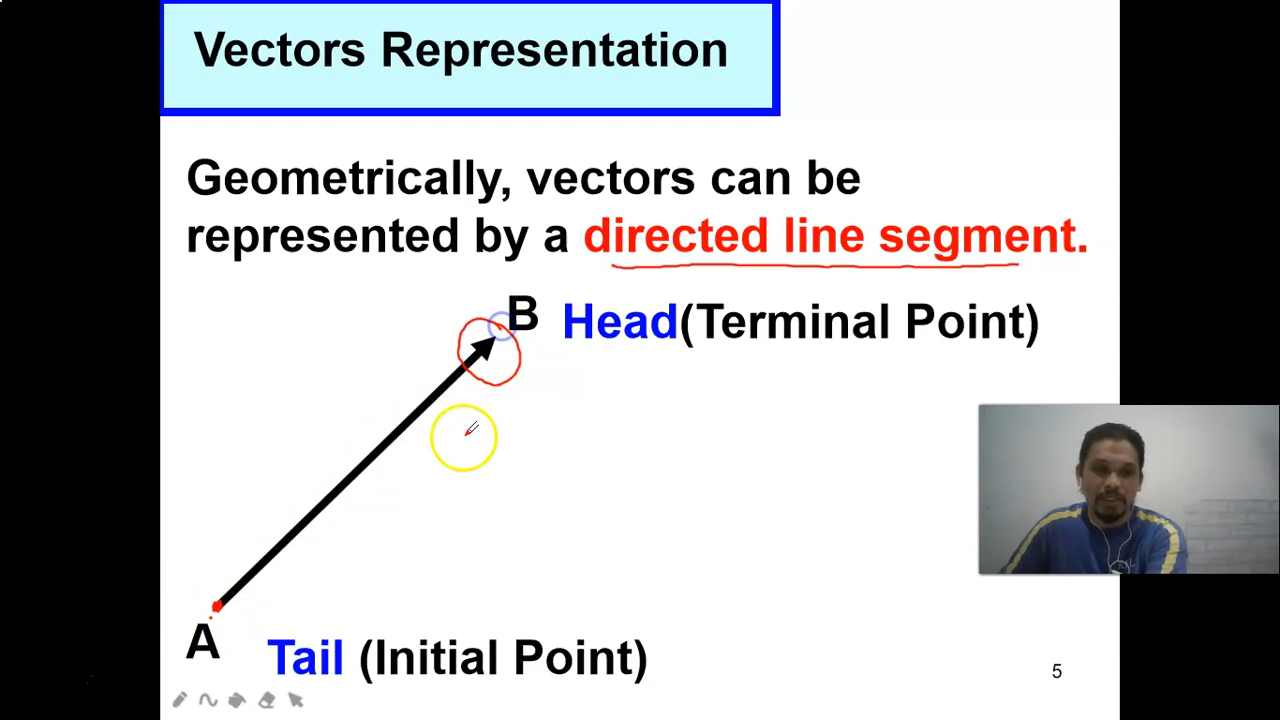 Vectors Representation
Geometrically, vectors can be
represented by a directed line segment.
B Head(Terminal Point)
A
Tail (Initial Point)
5